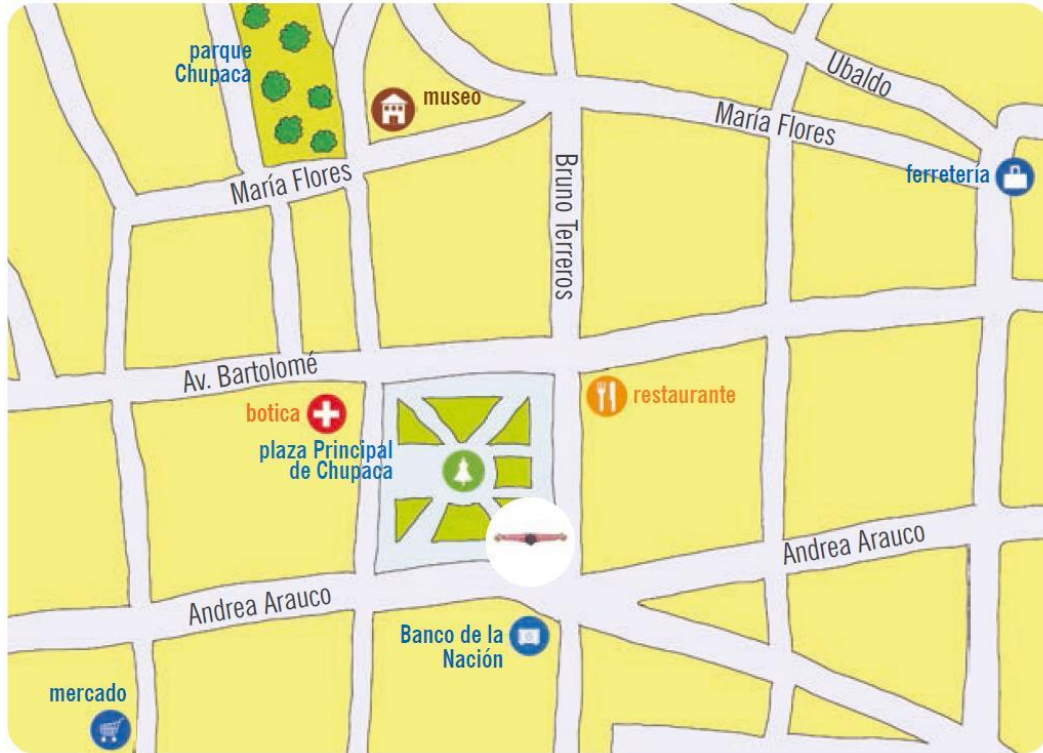 parque
Chupaca
museo
Ubaldo
María Flores
María Flores
ferretería
Bruno Terreros
Av. Bartolomé
botica
restaurante
plaza Principal
de Chupaca
Andrea Arauco
Andrea Arauco
Banco de la
Nación
mercado